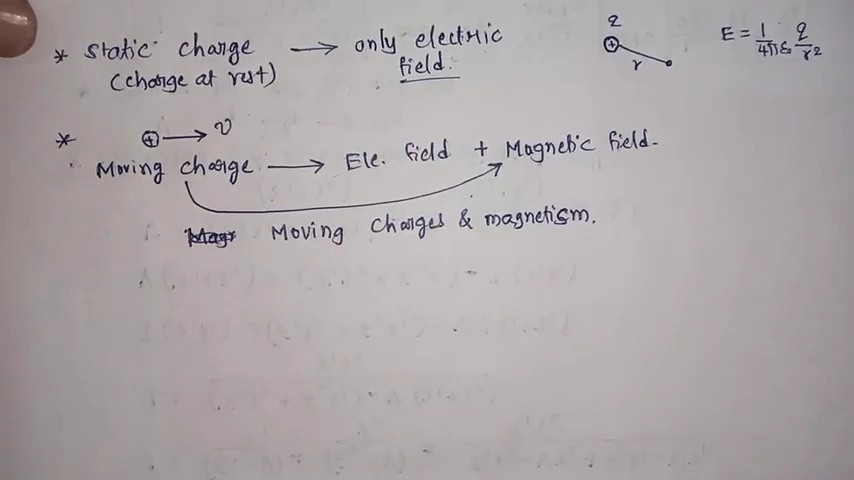 * Static charge → only electric
(charge at rest) field.
q
⊕
r
E = 1/4πε₀ q/r²
* ⊕ → v
Moving charge → Ele. field + Magnetic field.
Moving charges & magnetism.